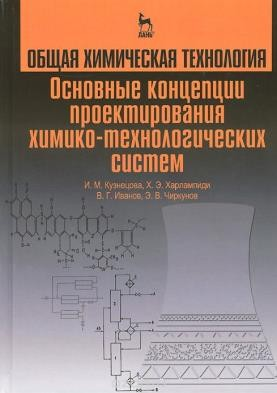 ЛАНЬ
ОБЩАЯ ХИМИЧЕСКАЯ ТЕХНОЛОГИЯ
Основные концепции
проектирования
химико-технологических
систем
И. М. Кузнецова, Х. Э. Харлампиди
В. Г. Иванов, Э. В. Чиркунов